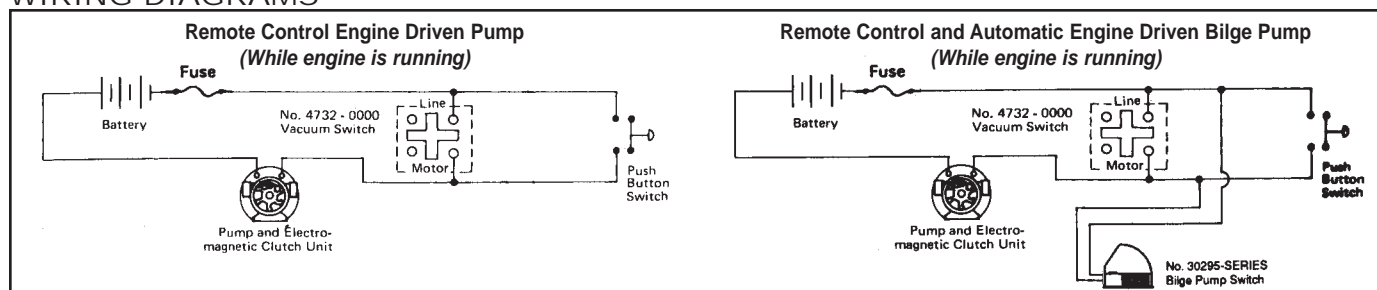 WIRING DIAGRAMS
Remote Control Engine Driven Pump
(While engine is running)
Fuse
Battery
No. 4732 - 0000
Vacuum Switch
Line
Motor
Push
Button
Switch
Pump and Electro-
magnetic Clutch Unit
Remote Control and Automatic Engine Driven Bilge Pump
(While engine is running)
Fuse
Battery
No. 4732 - 0000
Vacuum Switch
Line
Motor
Push
Button
Switch
Pump and Electro-
magnetic Clutch Unit
No. 30295-SERIES
Bilge Pump Switch